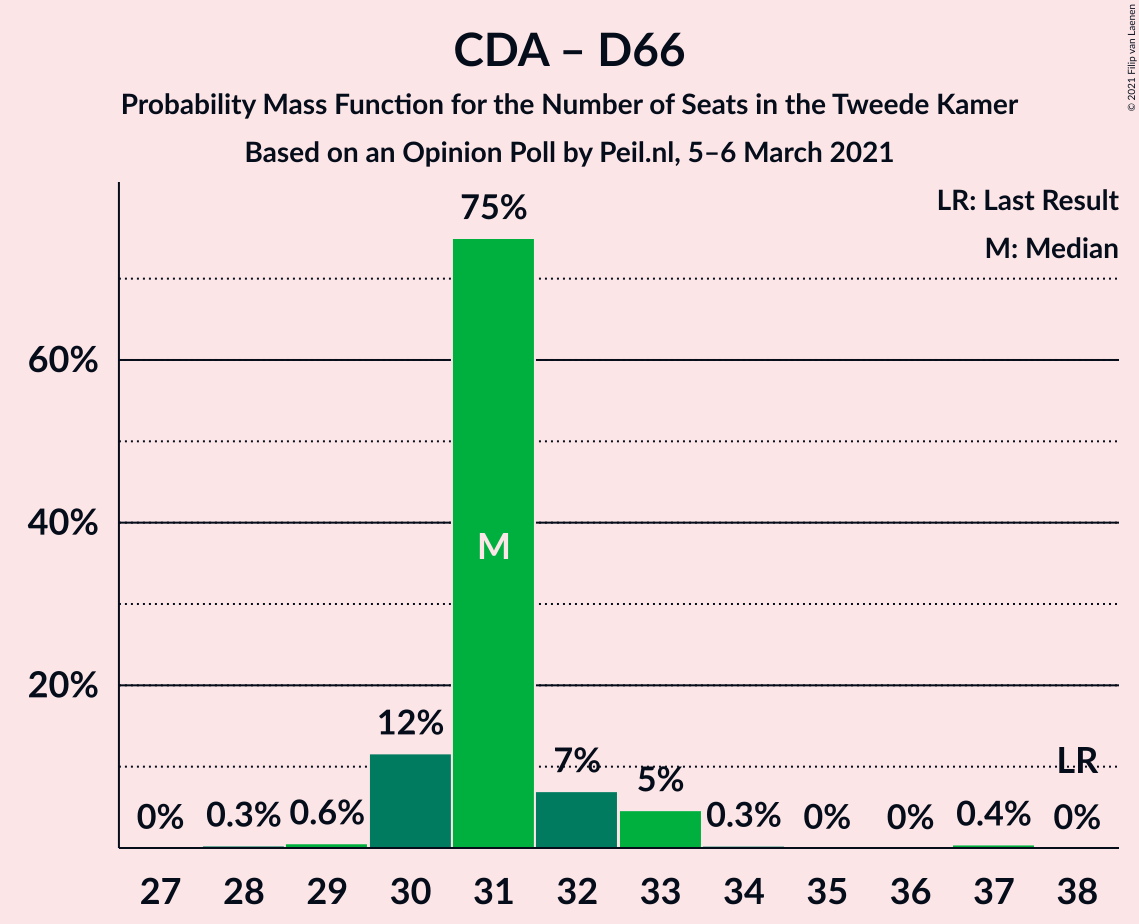 CDA – D66
Probability Mass Function for the Number of Seats in the Tweede Kamer
Based on an Opinion Poll by Peil.nl, 5–6 March 2021
© 2021 Filip van Laenen
LR: Last Result
M: Median
75%
60%
40%
M
20%
12%
7%
5%
LR
0%
0.3%
0.6%
0.3%
0%
0%
0.4%
0%
27 28 29 30 31 32 33 34 35 36 37 38